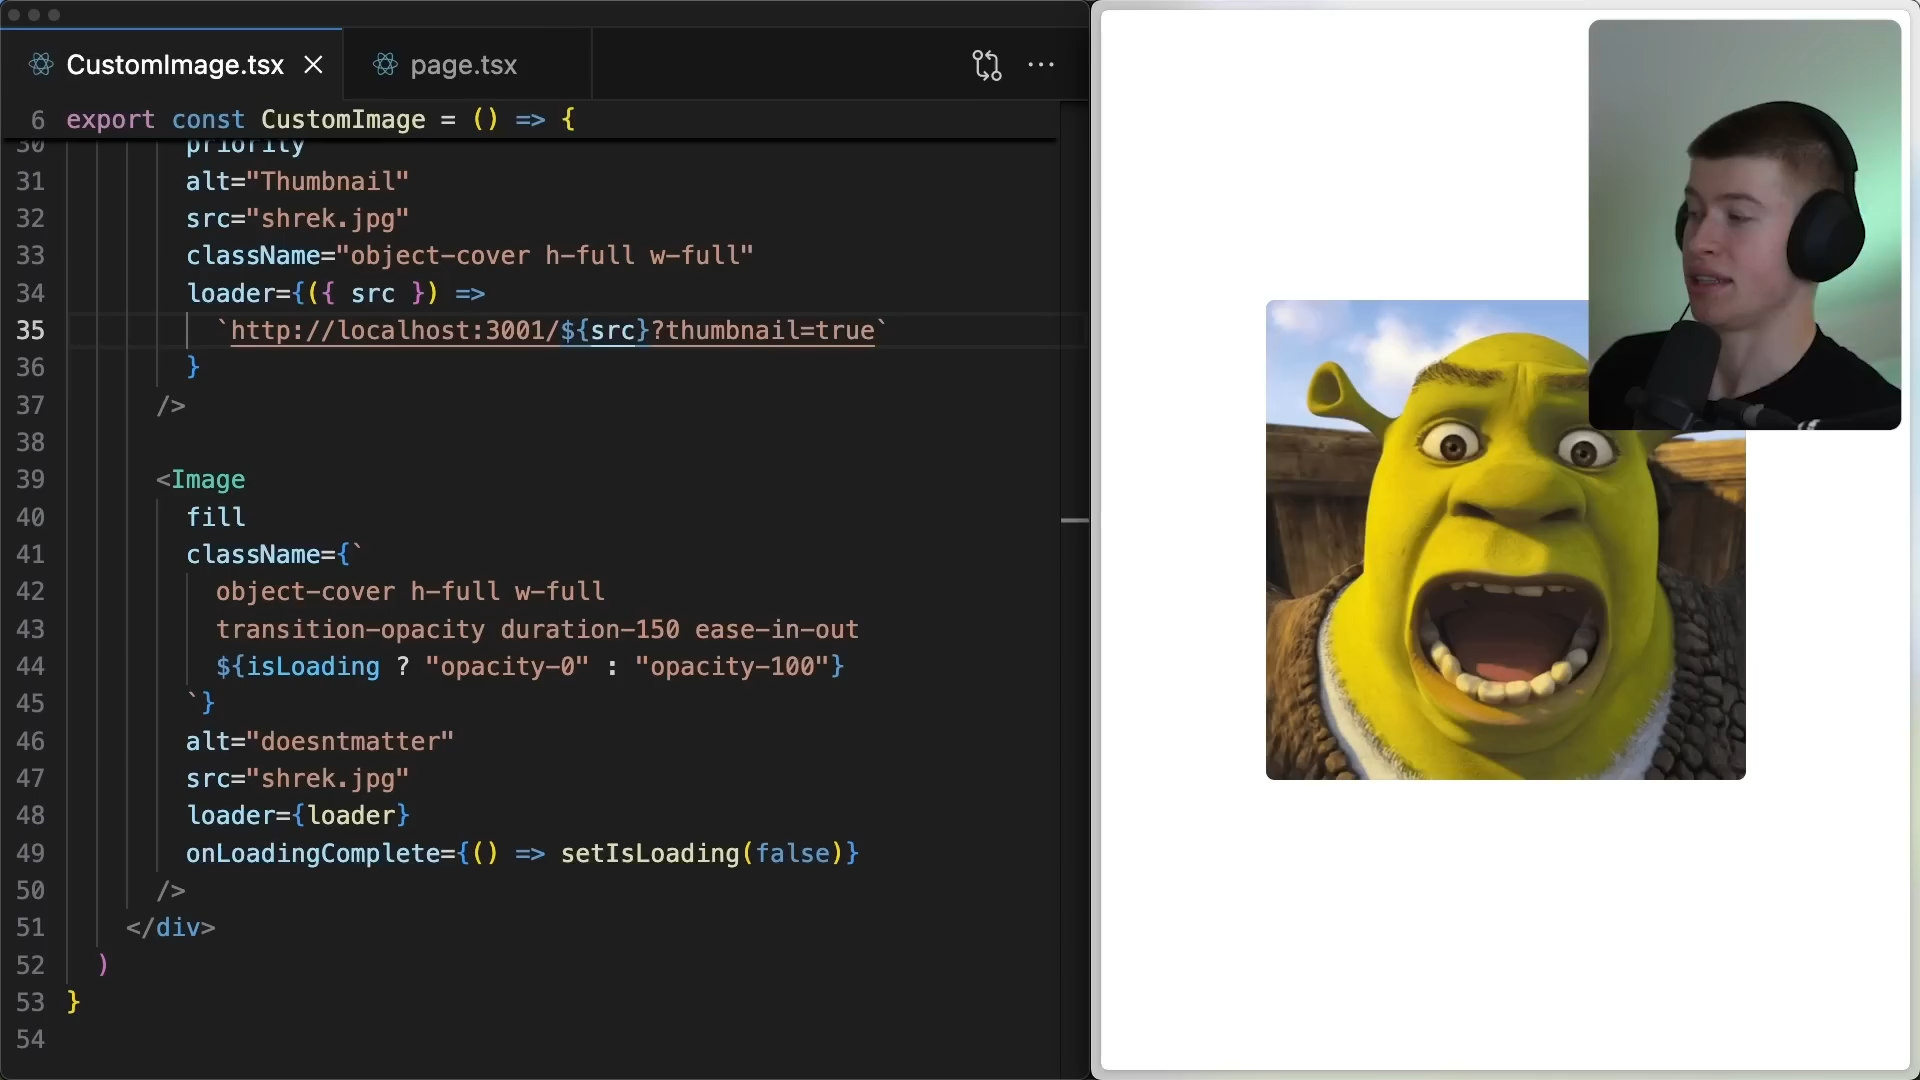 CustomImage.tsx
page.tsx
6 export const CustomImage = () => {
30 priority
31 alt="Thumbnail"
32 src="shrek.jpg"
33 className="object-cover h-full w-full"
34 loader={({ src }) =>
35 `http://localhost:3001/${src}?thumbnail=true`
36 }
37 />
38
39 <Image
40 fill
41 className={`
42 object-cover h-full w-full
43 transition-opacity duration-150 ease-in-out
44 ${isLoading ? "opacity-0" : "opacity-100"}
45 `}
46 alt="doesntmatter"
47 src="shrek.jpg"
48 loader={loader}
49 onLoadingComplete={() => setIsLoading(false)}
50 />
51 </div>
52 )
53 }
54